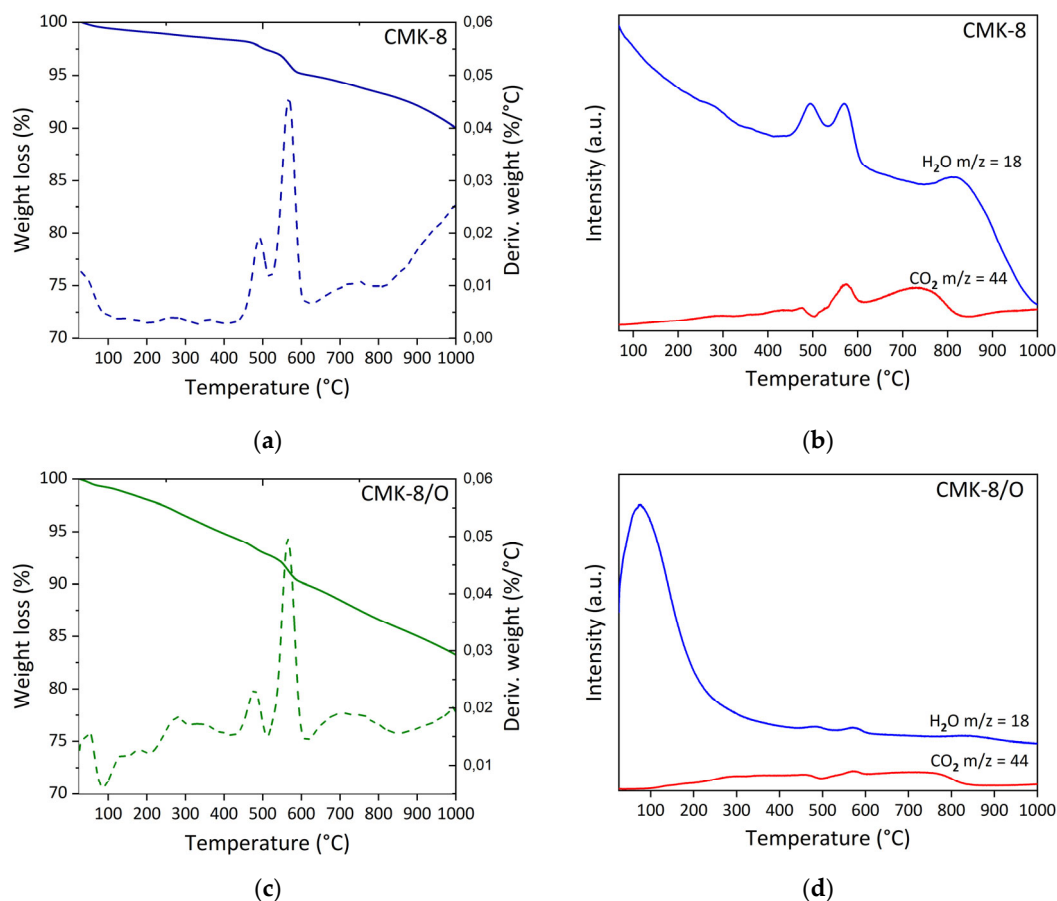 CMK-8
Weight loss (%)
100
95
90
85
80
75
70
0,06
0,05
0,04
0,03
0,02
0,01
0,00
Deriv. weight (%/°C)
100 200 300 400 500 600 700 800 900 1000
Temperature (°C)
(a)
CMK-8
Intensity (a.u.)
H₂O m/z = 18
CO₂ m/z = 44
100 200 300 400 500 600 700 800 900 1000
Temperature (°C)
(b)
CMK-8/O
Weight loss (%)
100
95
90
85
80
75
70
0,06
0,05
0,04
0,03
0,02
0,01
Deriv. weight (%/°C)
100 200 300 400 500 600 700 800 900 1000
Temperature (°C)
(c)
CMK-8/O
Intensity (a.u.)
H₂O m/z = 18
CO₂ m/z = 44
100 200 300 400 500 600 700 800 900 1000
Temperature (°C)
(d)